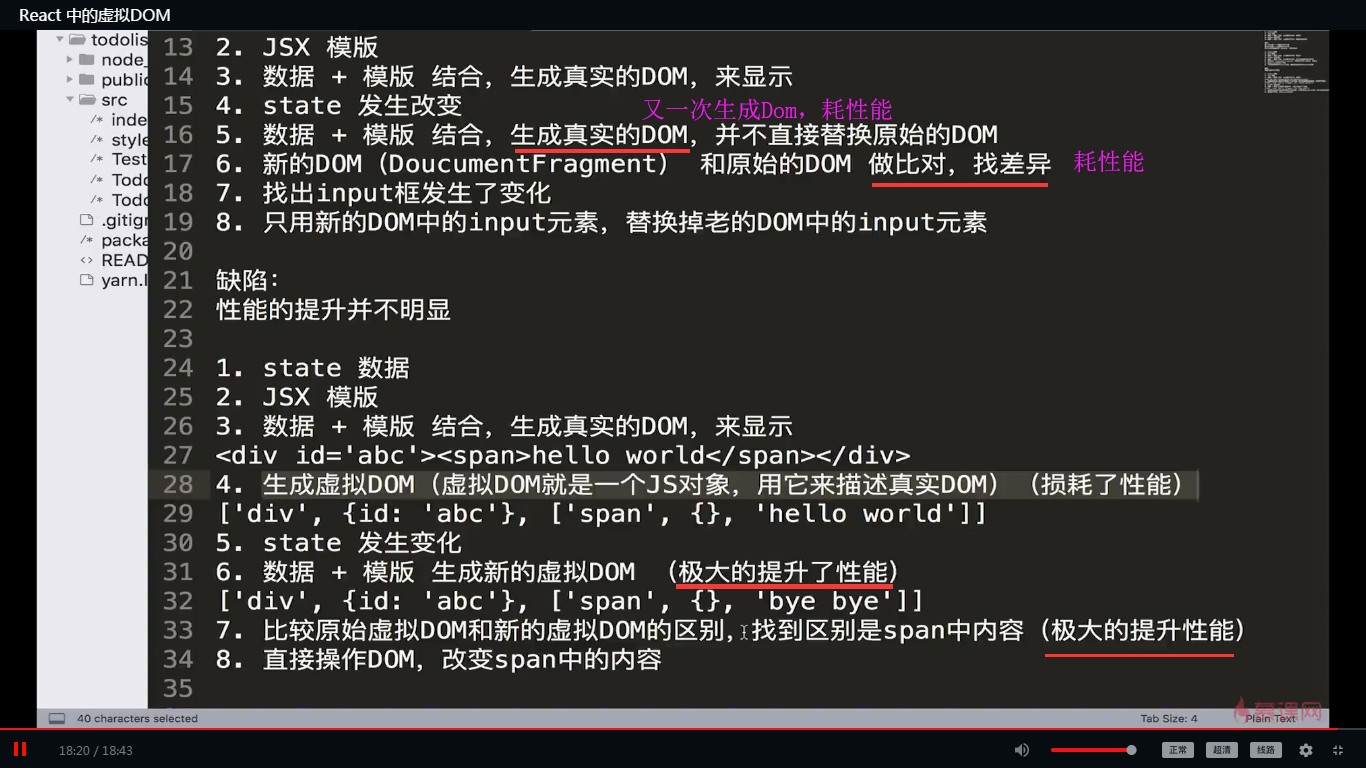 React 中的虚拟DOM
todolis
node_
public
src
inde
style
Test
Todo
Todo
.gitign
packa
READ
yarn.l
13 2. JSX 模版
14 3. 数据 + 模版 结合，生成真实的DOM，来显示
15 4. state 发生改变
又一次生成Dom，耗性能
16 5. 数据 + 模版 结合，生成真实的DOM，并不直接替换原始的DOM
17 6. 新的DOM（DoucumentFragment） 和原始的DOM 做比对，找差异
耗性能
18 7. 找出input框发生了变化
19 8. 只用新的DOM中的input元素，替换掉老的DOM中的input元素
20
21 缺陷：
22 性能的提升并不明显
23
24 1. state 数据
25 2. JSX 模版
26 3. 数据 + 模版 结合，生成真实的DOM，来显示
27 <div id='abc'><span>hello world</span></div>
28 4. 生成虚拟DOM（虚拟DOM就是一个JS对象，用它来描述真实DOM）（损耗了性能）
29 ['div', {id: 'abc'}, ['span', {}, 'hello world']]
30 5. state 发生变化
31 6. 数据 + 模版 生成新的虚拟DOM （极大的提升了性能）
32 ['div', {id: 'abc'}, ['span', {}, 'bye bye']]
33 7. 比较原始虚拟DOM和新的虚拟DOM的区别，找到区别是span中内容（极大的提升性能）
34 8. 直接操作DOM，改变span中的内容
35
40 characters selected
Tab Size: 4
Plain Text
慕课网
18:20 / 18:43
正常
超清
线路